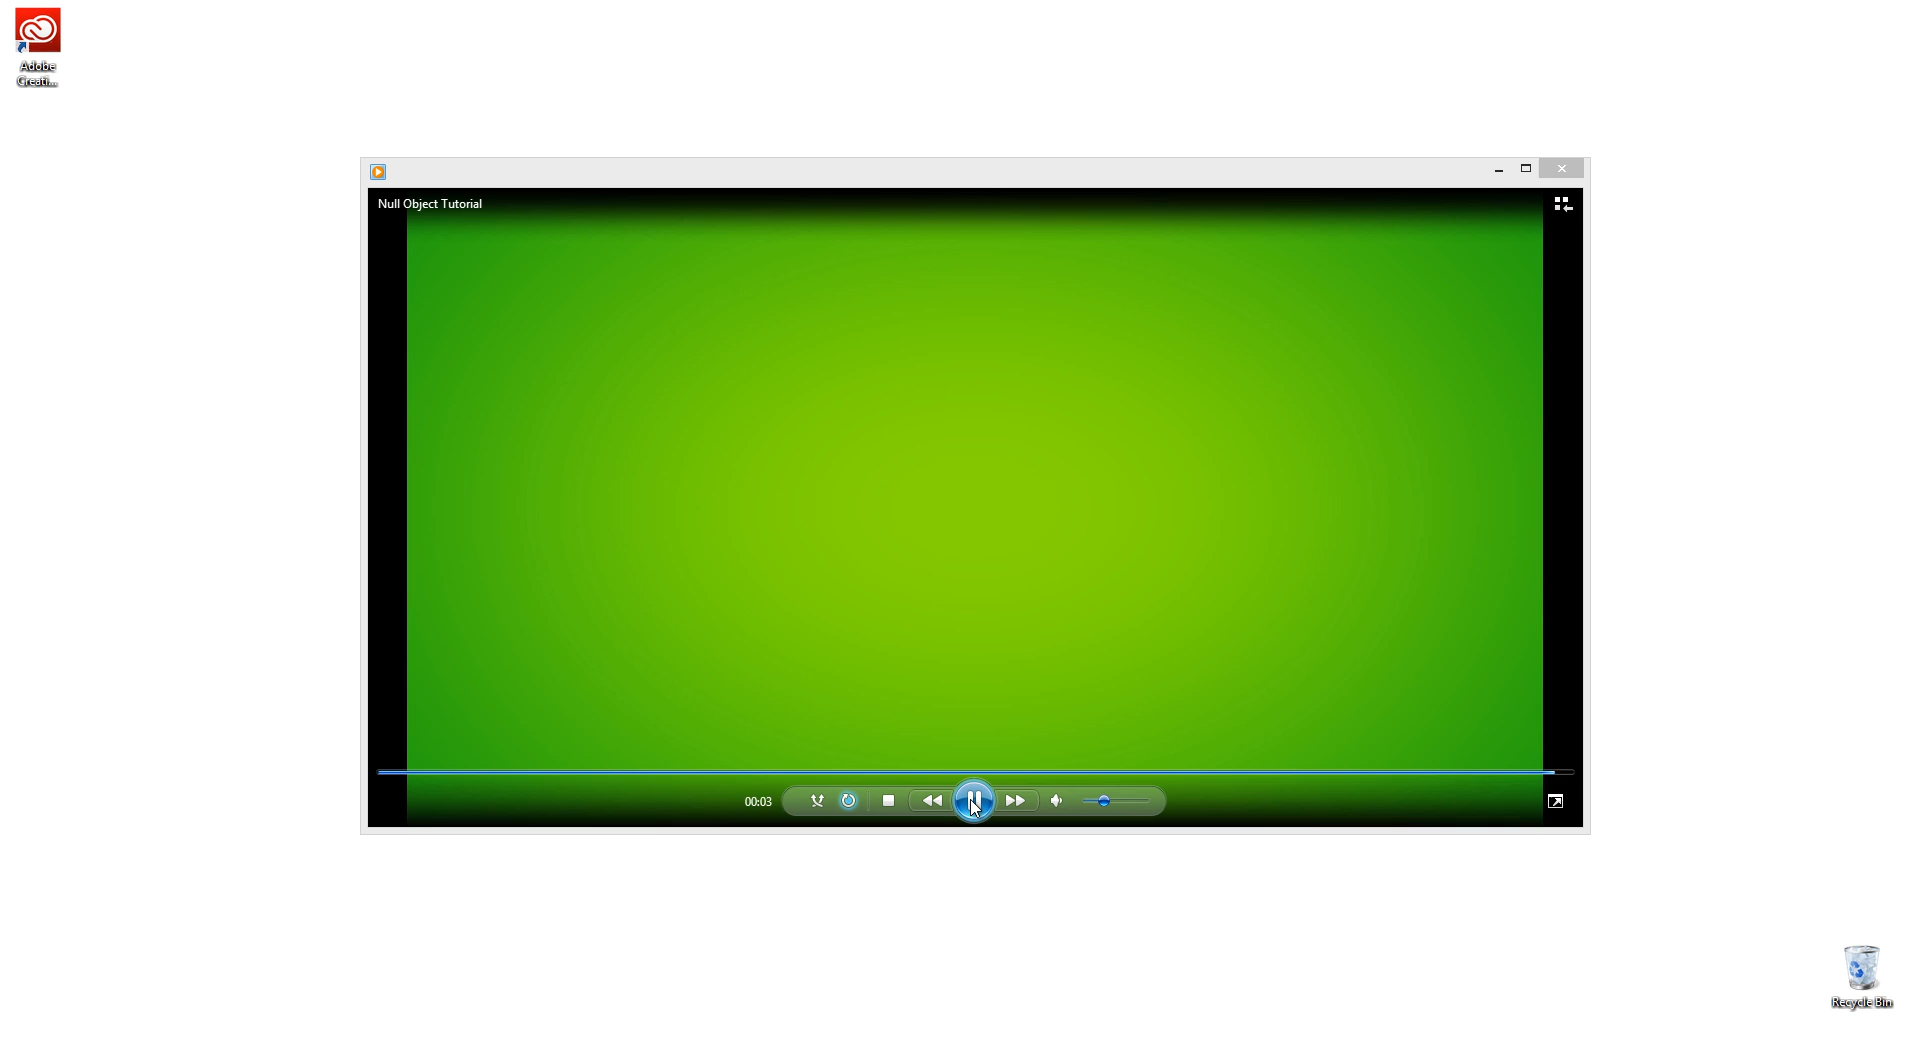 Adobe
Creati...
Null Object Tutorial
00:03
Recycle Bin